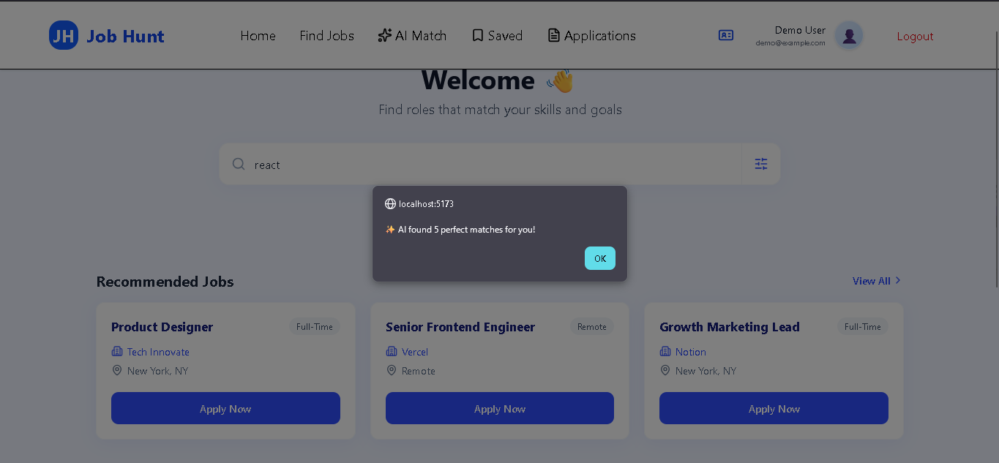 JH Job Hunt
Home Find Jobs AI Match Saved Applications
Demo User
demo@example.com
Logout
Welcome 👋
Find roles that match your skills and goals
react
localhost:5173
✨ AI found 5 perfect matches for you!
OK
Recommended Jobs
View All
Product Designer Full-Time
Tech Innovate
New York, NY
Apply Now
Senior Frontend Engineer Remote
Vercel
Remote
Apply Now
Growth Marketing Lead Full-Time
Notion
New York, NY
Apply Now